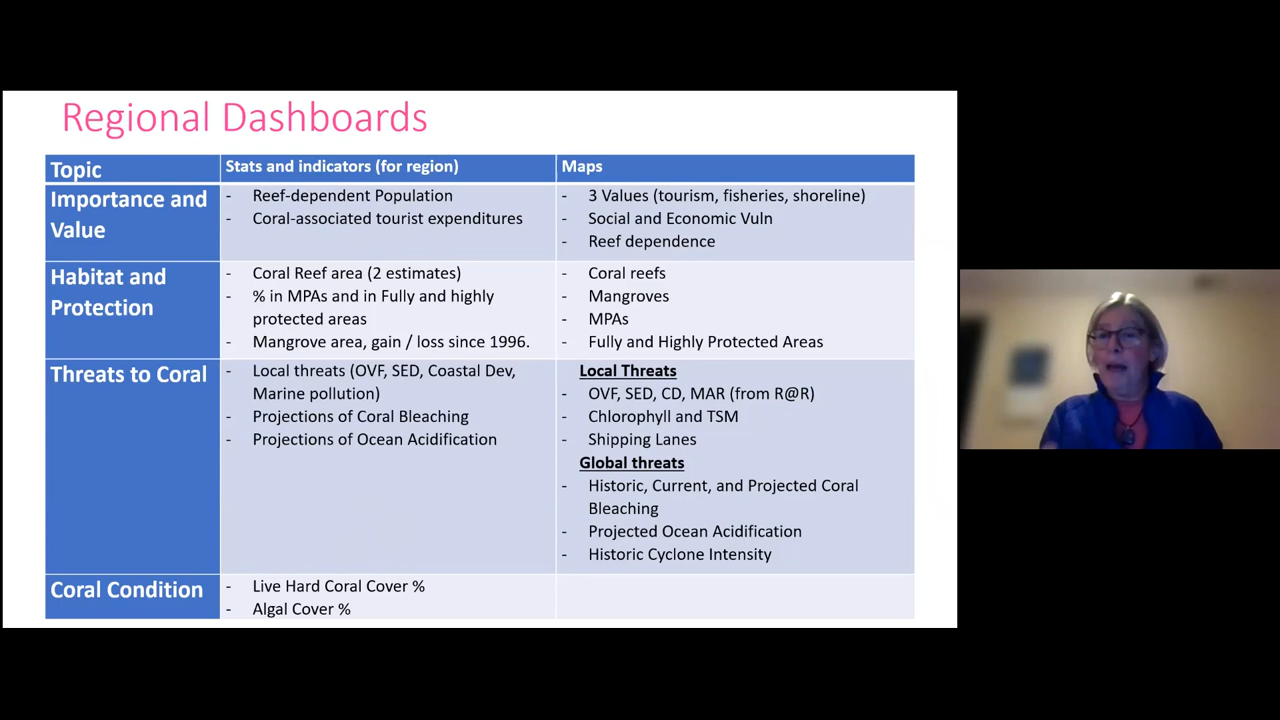 Regional Dashboards
Topic
Stats and indicators (for region)
Maps
Importance and
Value
- Reef-dependent Population
- Coral-associated tourist expenditures
- 3 Values (tourism, fisheries, shoreline)
- Social and Economic Vuln
- Reef dependence
Habitat and
Protection
- Coral Reef area (2 estimates)
- % in MPAs and in Fully and highly
protected areas
- Mangrove area, gain / loss since 1996.
- Coral reefs
- Mangroves
- MPAs
- Fully and Highly Protected Areas
Threats to Coral
- Local threats (OVF, SED, Coastal Dev,
Marine pollution)
- Projections of Coral Bleaching
- Projections of Ocean Acidification
Local Threats
- OVF, SED, CD, MAR (from R@R)
- Chlorophyll and TSM
- Shipping Lanes
Global threats
- Historic, Current, and Projected Coral
Bleaching
- Projected Ocean Acidification
- Historic Cyclone Intensity
Coral Condition
- Live Hard Coral Cover %
- Algal Cover %